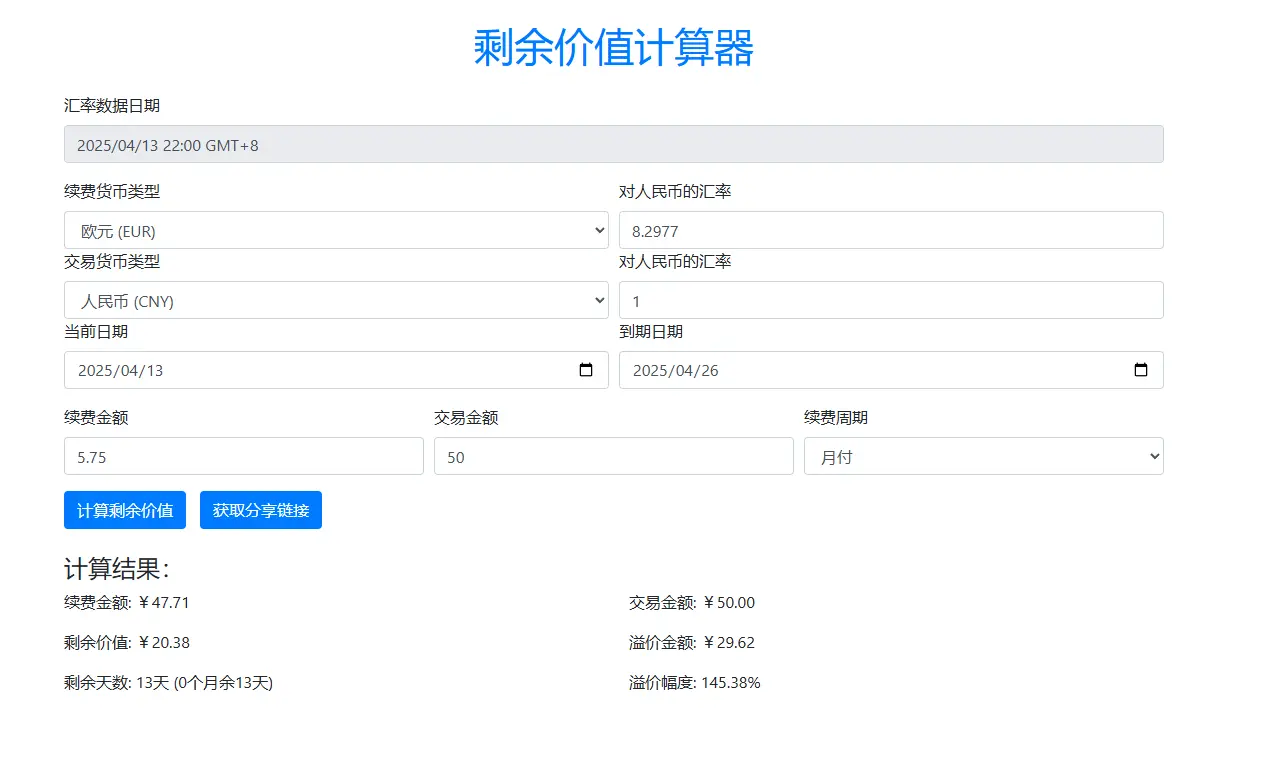 剩余价值计算器
汇率数据日期
2025/04/13 22:00 GMT+8
续费货币类型
对人民币的汇率
欧元 (EUR)
8.2977
交易货币类型
对人民币的汇率
人民币 (CNY)
1
当前日期
到期日期
2025/04/13
2025/04/26
续费金额
交易金额
续费周期
5.75
50
月付
计算剩余价值
获取分享链接
计算结果：
续费金额: ￥47.71
交易金额: ￥50.00
剩余价值: ￥20.38
溢价金额: ￥29.62
剩余天数: 13天 (0个月余13天)
溢价幅度: 145.38%